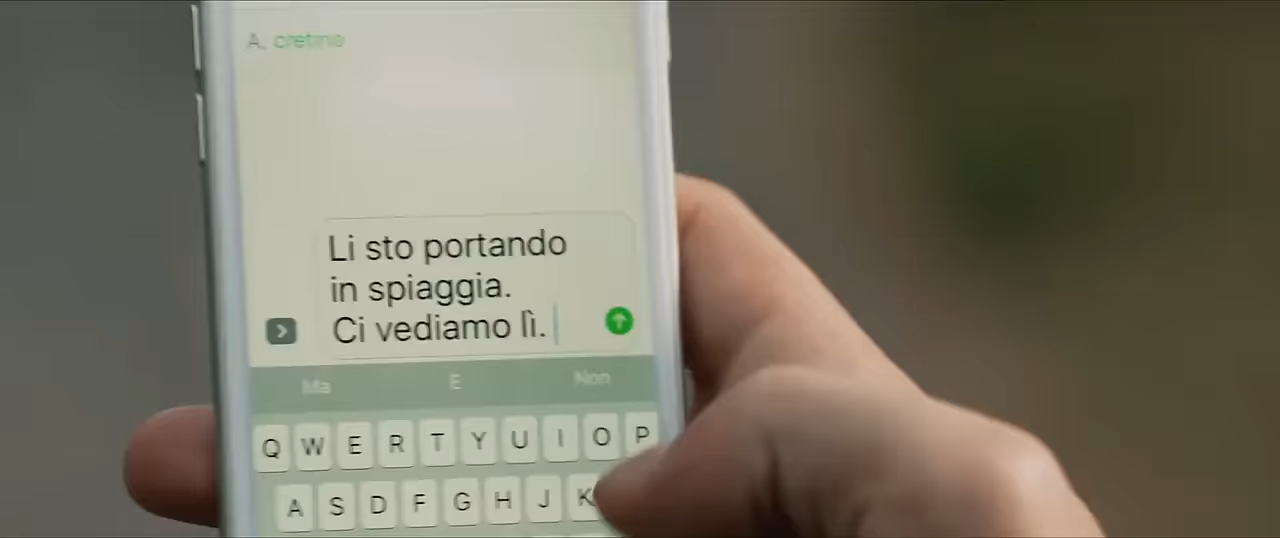 A. cretino
Li sto portando
in spiaggia.
Ci vediamo lì.
Ma E Non
Q W E R T Y U I O P
A S D F G H J K